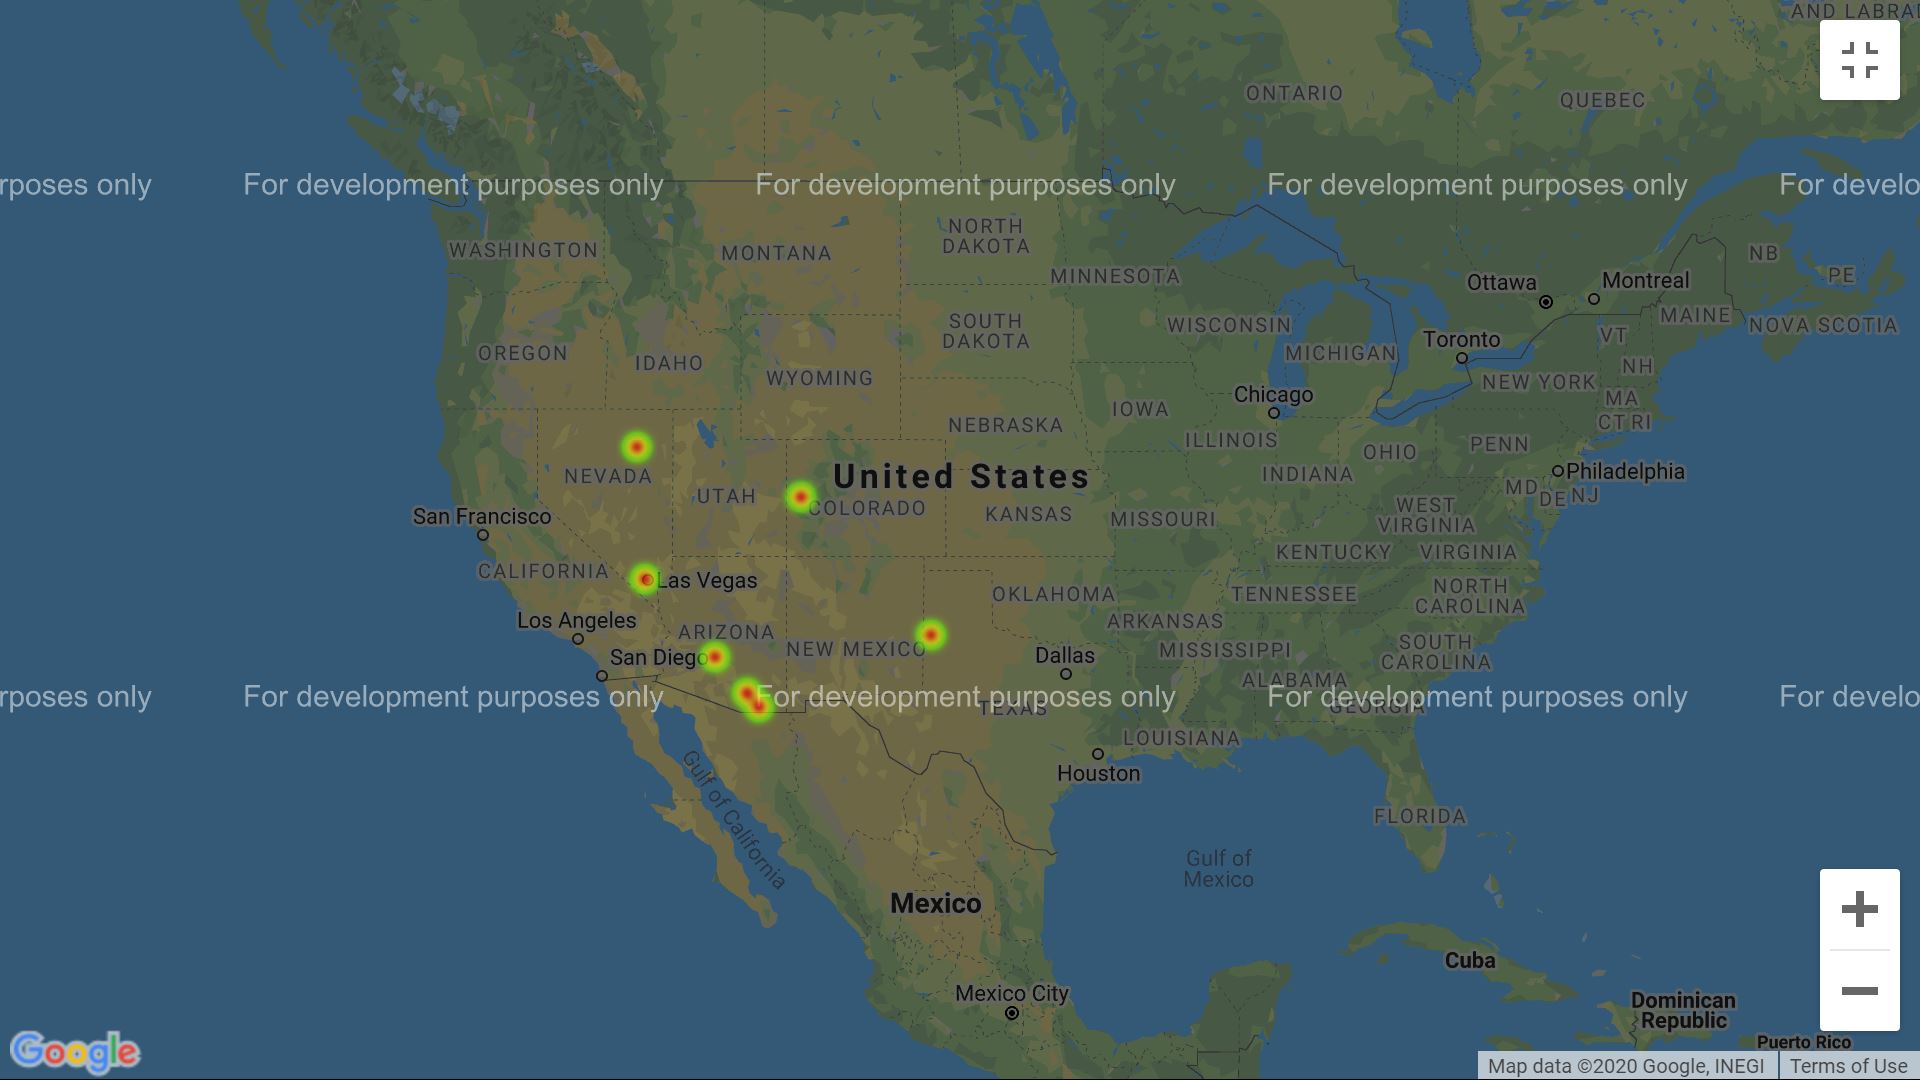 AND LABRA
ONTARIO
QUEBEC
rposes only
For development purposes only
For development purposes only
For development purposes only
For develo
NORTH
DAKOTA
WASHINGTON
MONTANA
NB
MINNESOTA
PE
Ottawa
Montreal
MAINE
SOUTH
DAKOTA
WISCONSIN
NOVA SCOTIA
VT
Toronto
OREGON
MICHIGAN
IDAHO
NH
WYOMING
NEW YORK
Chicago
MA
IOWA
CT RI
NEBRASKA
ILLINOIS
OHIO
PENN
NEVADA
United States
INDIANA
Philadelphia
UTAH
MD
DE
NJ
COLORADO
WEST
VIRGINIA
San Francisco
KANSAS
MISSOURI
KENTUCKY
VIRGINIA
CALIFORNIA
Las Vegas
OKLAHOMA
TENNESSEE
NORTH
CAROLINA
Los Angeles
ARKANSAS
ARIZONA
NEW MEXICO
MISSISSIPPI
SOUTH
CAROLINA
San Diego
Dallas
ALABAMA
rposes only
For development purposes only
For development purposes only
For development purposes only
For develo
TEXAS
GEORGIA
LOUISIANA
Houston
Gulf of California
FLORIDA
Gulf of
Mexico
Mexico
Cuba
Mexico City
Dominican
Republic
Puerto Rico
Google
Map data ©2020 Google, INEGI
Terms of Use